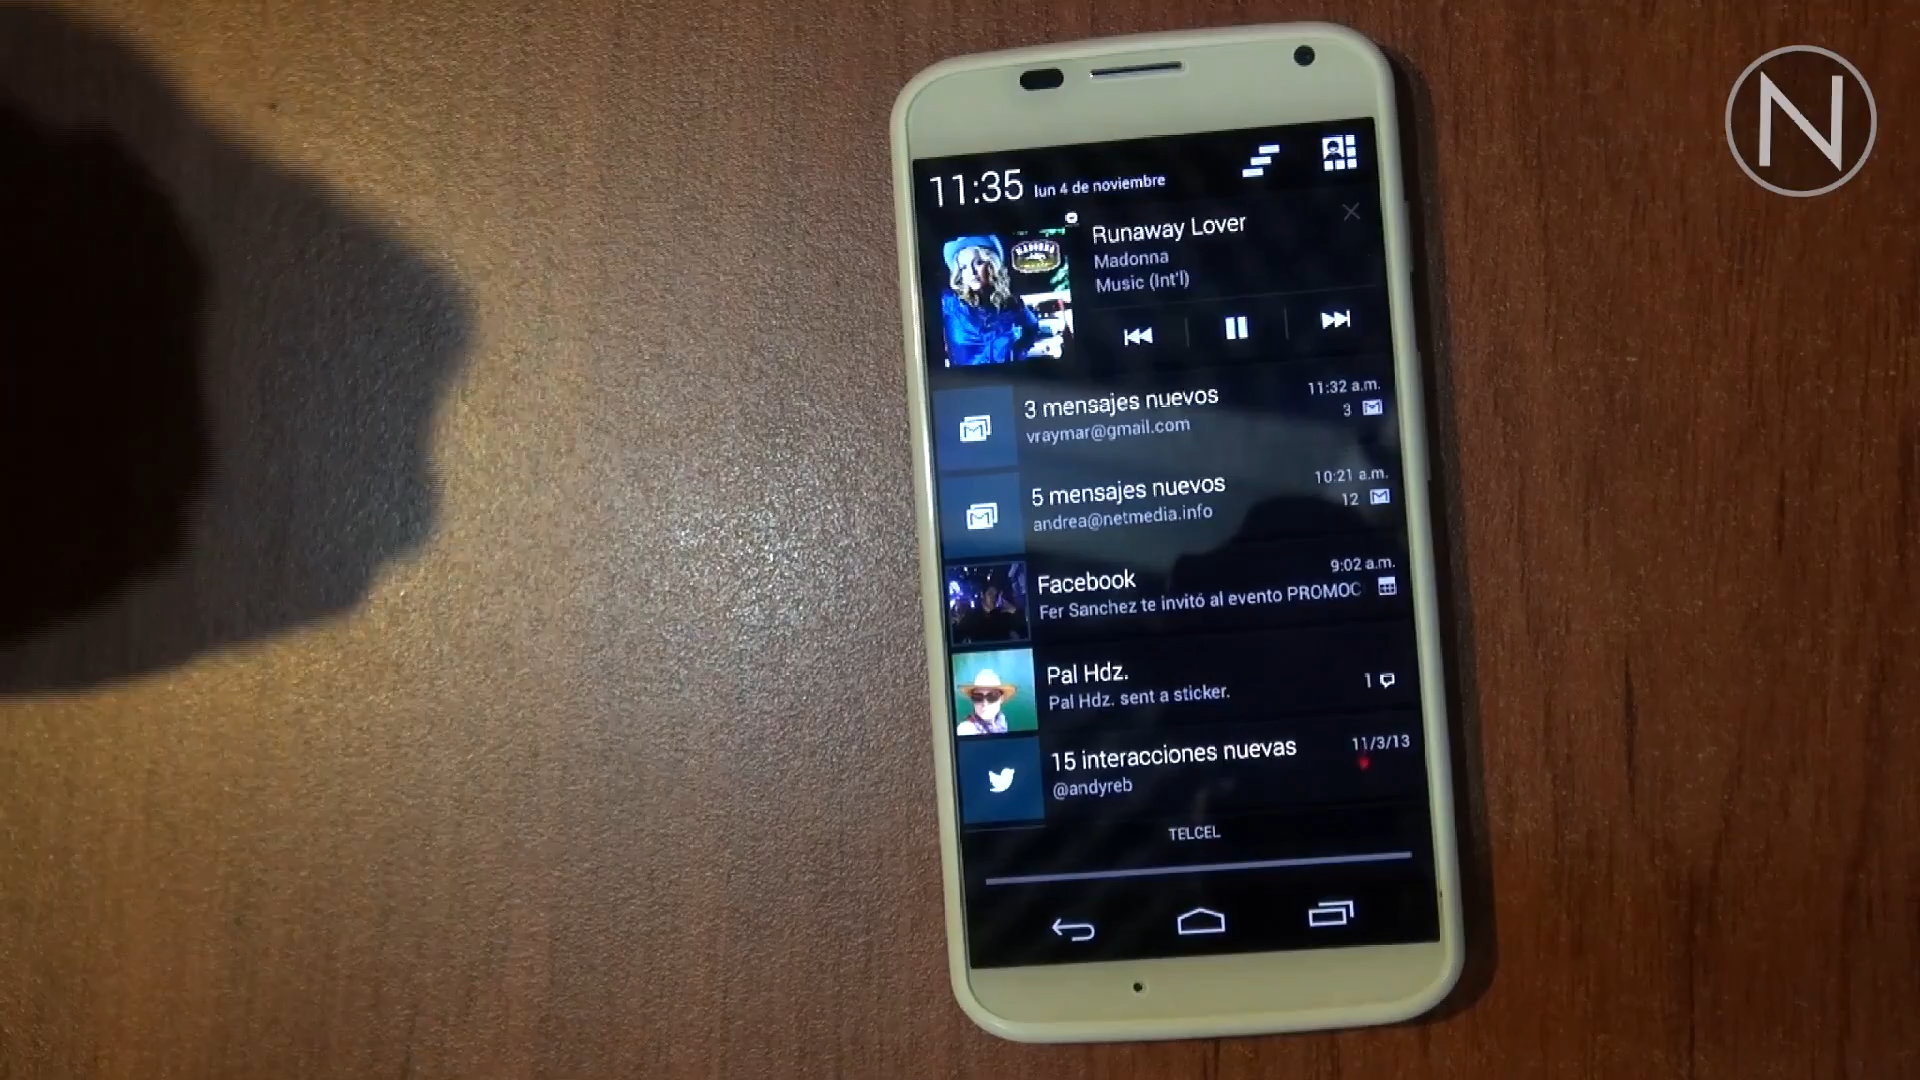 N
11:35 lun 4 de noviembre
Runaway Lover
Madonna
Music (Int'l)
3 mensajes nuevos 11:32 a.m.
vraymar@gmail.com 3
5 mensajes nuevos 10:21 a.m.
andrea@netmedia.info 12
Facebook 9:02 a.m.
Fer Sanchez te invitó al evento PROMOC
Pal Hdz.
Pal Hdz. sent a sticker. 1
15 interacciones nuevas 11/3/13
@andyreb
TELCEL